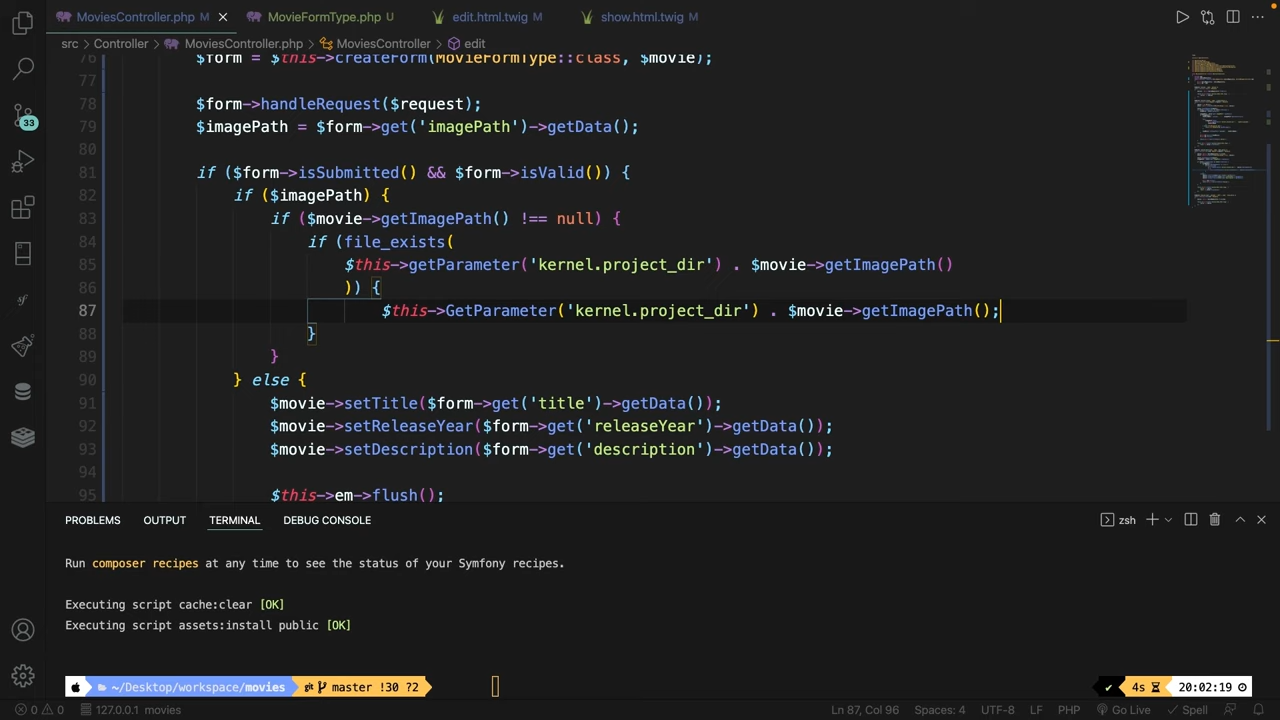 MoviesController.php M
MovieFormType.php U
edit.html.twig M
show.html.twig M
src > Controller > MoviesController.php > MoviesController > edit
76 $form = $this->createForm(MovieFormType::class, $movie);
77
78 $form->handleRequest($request);
79 $imagePath = $form->get('imagePath')->getData();
80
81 if ($form->isSubmitted() && $form->isValid()) {
82 if ($imagePath) {
83 if ($movie->getImagePath() !== null) {
84 if (file_exists(
85 $this->getParameter('kernel.project_dir') . $movie->getImagePath()
86 )) {
87 $this->GetParameter('kernel.project_dir') . $movie->getImagePath();
88 }
89 }
90 } else {
91 $movie->setTitle($form->get('title')->getData());
92 $movie->setReleaseYear($form->get('releaseYear')->getData());
93 $movie->setDescription($form->get('description')->getData());
94
95 $this->em->flush();
33
PROBLEMS OUTPUT TERMINAL DEBUG CONSOLE
zsh
Run composer recipes at any time to see the status of your Symfony recipes.
Executing script cache:clear [OK]
Executing script assets:install public [OK]
~/Desktop/workspace/movies git master !30 ?2
4s 20:02:19
0 0 127.0.0.1 movies
Ln 87, Col 96 Spaces: 4 UTF-8 LF PHP Go Live Spell